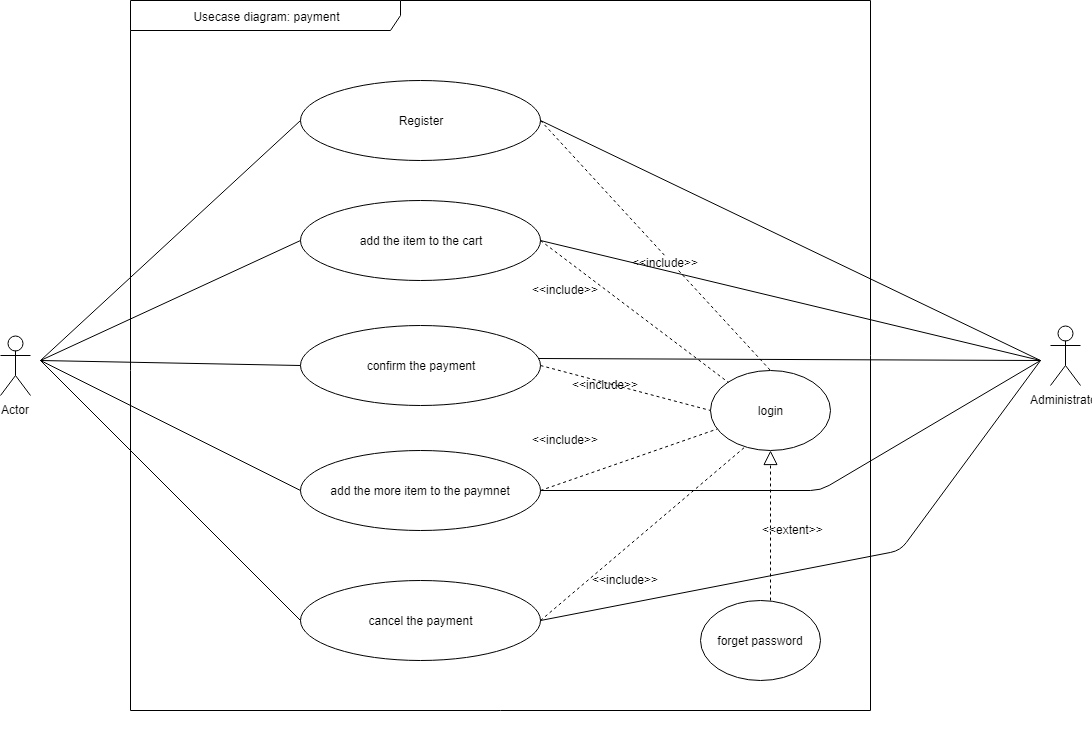 Usecase diagram: payment
Register
add the item to the cart
<<include>>
<<include>>
confirm the payment
<<include>>
login
Actor
Administrato
<<include>>
add the more item to the paymnet
<<extent>>
<<include>>
cancel the payment
forget password